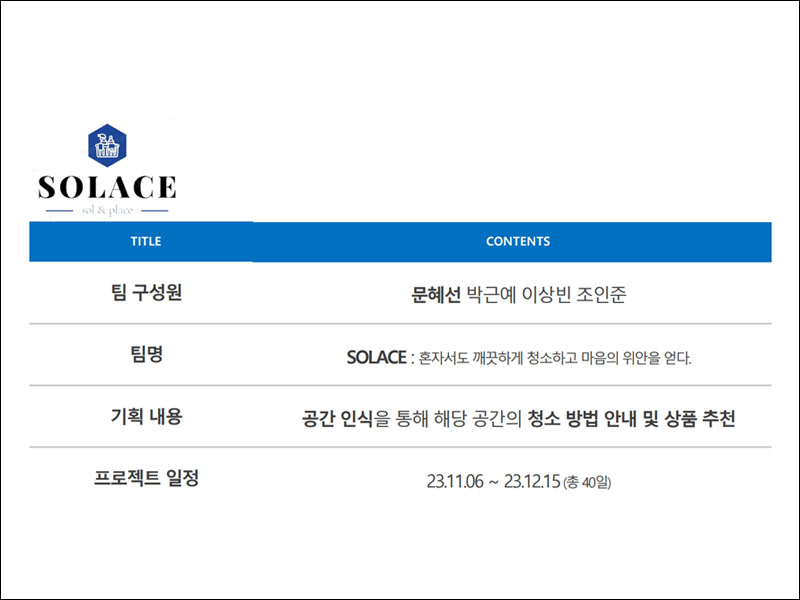 SOLACE
sol & place
TITLE CONTENTS
팀 구성원 문혜선 박근예 이상빈 조인준
팀명 SOLACE : 혼자서도 깨끗하게 청소하고 마음의 위안을 얻다.
기획 내용 공간 인식을 통해 해당 공간의 청소 방법 안내 및 상품 추천
프로젝트 일정 23.11.06 ~ 23.12.15 (총 40일)